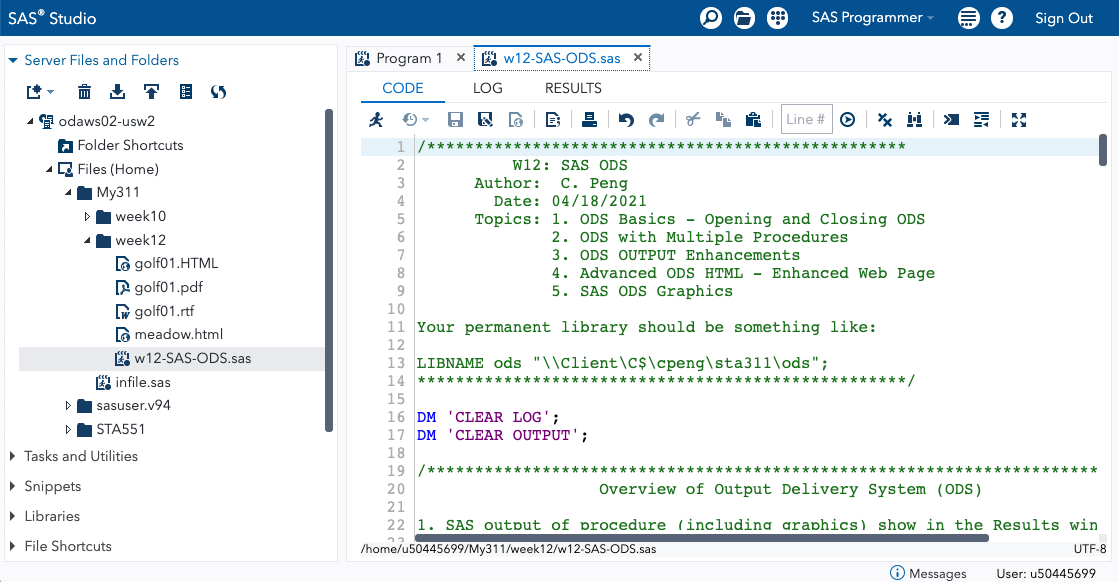 SAS® Studio
SAS Programmer
Sign Out
Server Files and Folders
odaws02-usw2
Folder Shortcuts
Files (Home)
My311
week10
week12
golf01.HTML
golf01.pdf
golf01.rtf
meadow.html
w12-SAS-ODS.sas
infile.sas
sasuser.v94
STA551
Tasks and Utilities
Snippets
Libraries
File Shortcuts
Program 1
w12-SAS-ODS.sas
CODE LOG RESULTS
Line #
1 /**************************************************
2 W12: SAS ODS
3 Author: C. Peng
4 Date: 04/18/2021
5 Topics: 1. ODS Basics - Opening and Closing ODS
6 2. ODS with Multiple Procedures
7 3. ODS OUTPUT Enhancements
8 4. Advanced ODS HTML - Enhanced Web Page
9 5. SAS ODS Graphics
10
11 Your permanent library should be something like:
12
13 LIBNAME ods "\\Client\C$\cpeng\sta311\ods";
14 ***************************************************/
15
16 DM 'CLEAR LOG';
17 DM 'CLEAR OUTPUT';
18
19 /**********************************************************************
20 Overview of Output Delivery System (ODS)
21
22 1. SAS output of procedure (including graphics) show in the Results win
23
/home/u50445699/My311/week12/w12-SAS-ODS.sas
UTF-8
Messages
User: u50445699